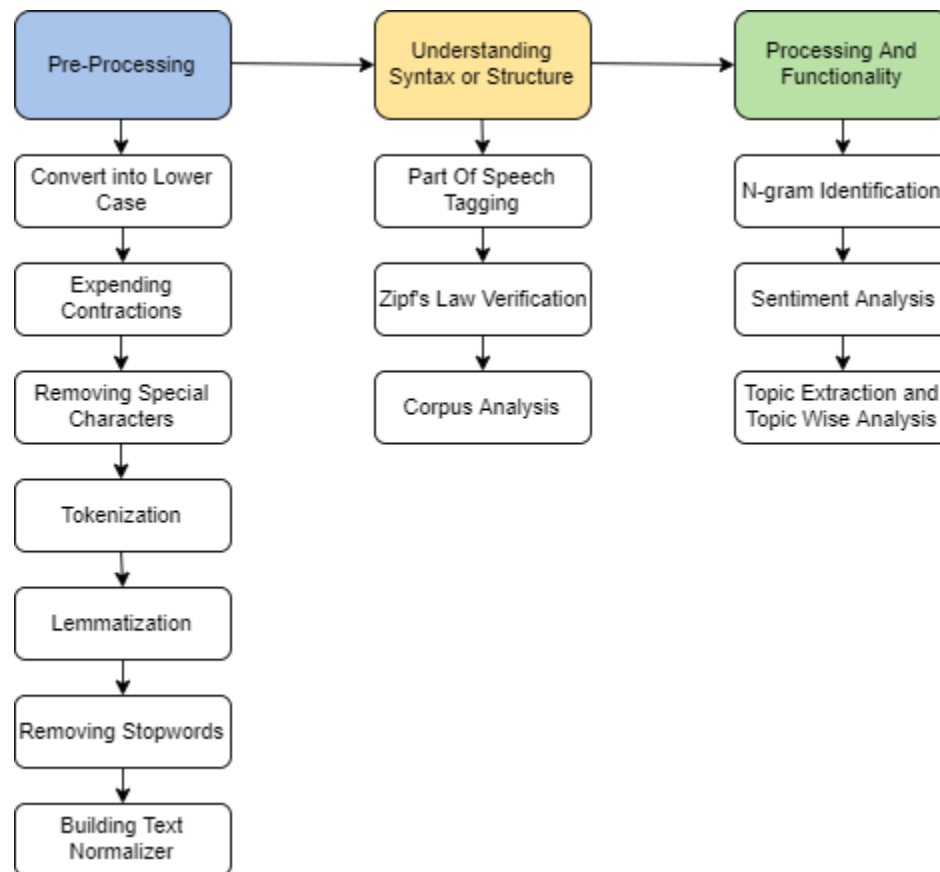 Pre-Processing
Convert into Lower
Case
Expending
Contractions
Removing Special
Characters
Tokenization
Lemmatization
Removing Stopwords
Building Text
Normalizer
Understanding
Syntax or Structure
Part Of Speech
Tagging
Zipf's Law Verification
Corpus Analysis
Processing And
Functionality
N-gram Identification
Sentiment Analysis
Topic Extraction and
Topic Wise Analysis